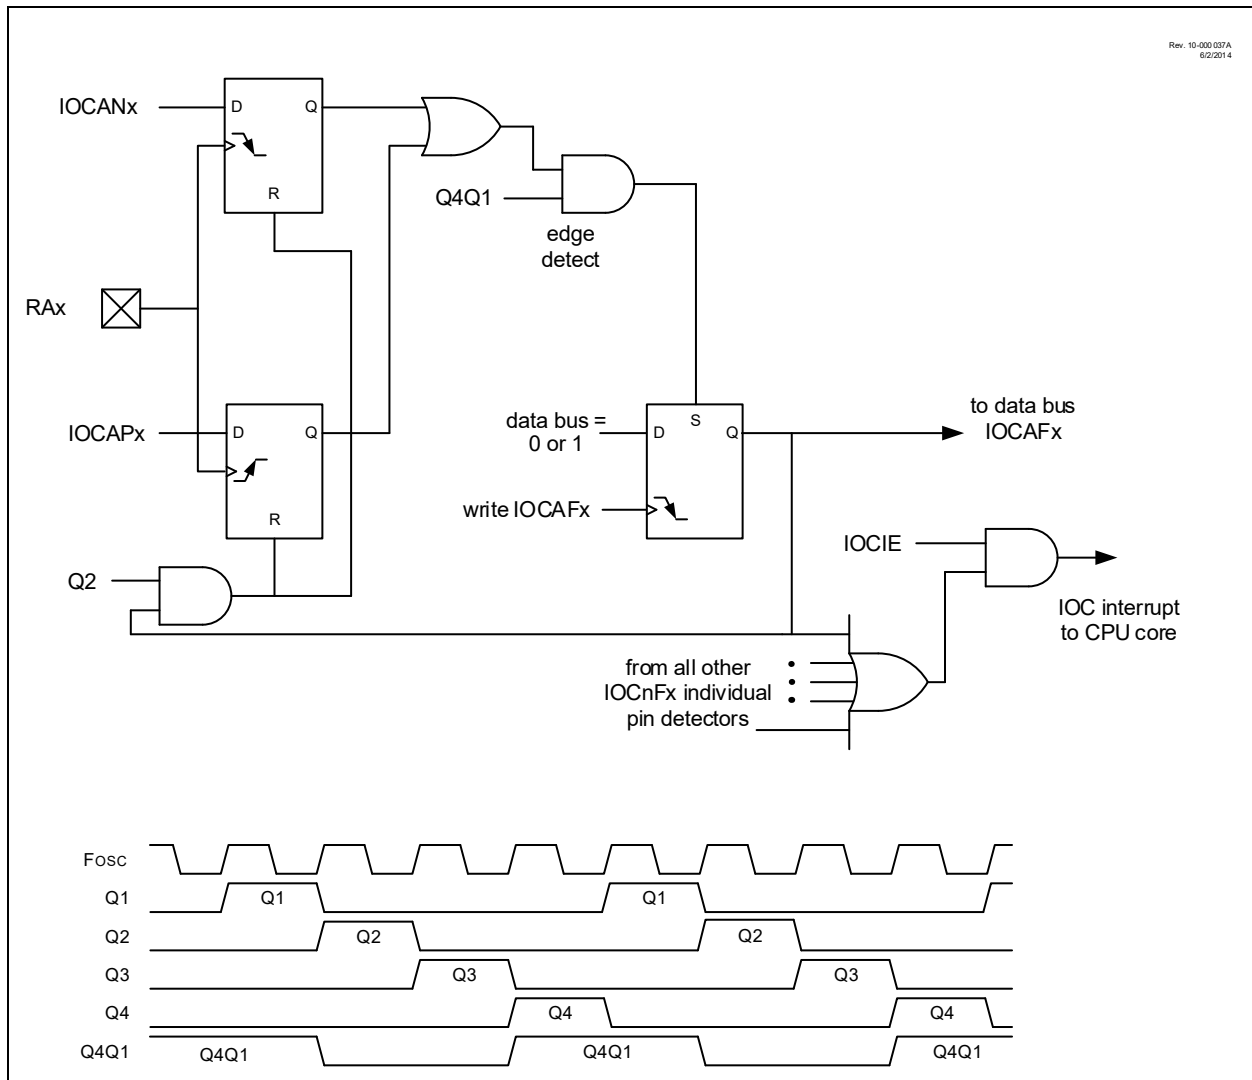 Rev. 10-000 037A
6/2/2014
IOCANx
D
Q
R
Q4Q1
edge
detect
RAx
IOCAPx
D
Q
R
data bus =
0 or 1
D
S
Q
to data bus
IOCAFx
write IOCAFx
IOCIE
Q2
IOC interrupt
to CPU core
from all other
IOCnFx individual
pin detectors
FOSC
Q1
Q1
Q1
Q2
Q2
Q2
Q3
Q3
Q3
Q4
Q4
Q4
Q4Q1
Q4Q1
Q4Q1
Q4Q1